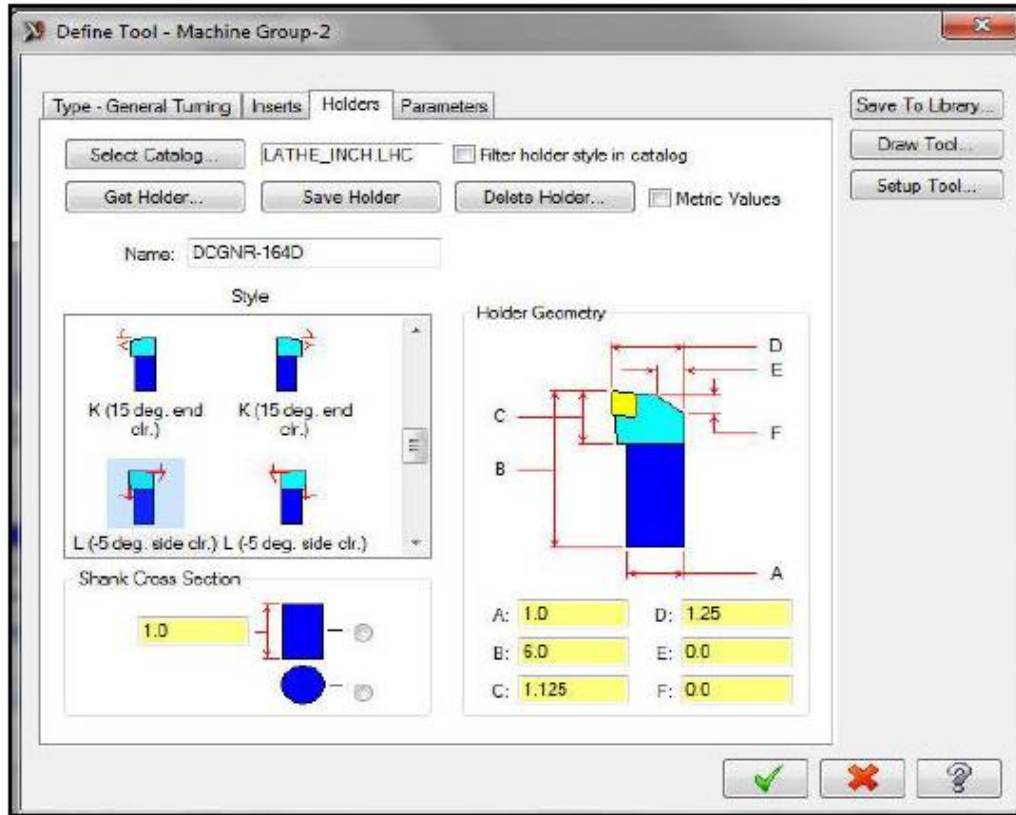 Define Tool - Machine Group-2
Type - General Turning Inserts Holders Parameters
Save To Library...
Select Catalog... LATHE_INCH.LHC Filter holder style in catalog
Draw Tool...
Get Holder... Save Holder Delete Holder... Metric Values
Setup Tool...
Name: DCGNR-164D
Style
K (15 deg. end clr.) K (15 deg. end clr.)
L (-5 deg. side clr.) L (-5 deg. side clr.)
Holder Geometry
D
E
C
F
B
A
Shank Cross Section
1.0
A: 1.0 D: 1.25
B: 6.0 E: 0.0
C: 1.125 F: 0.0